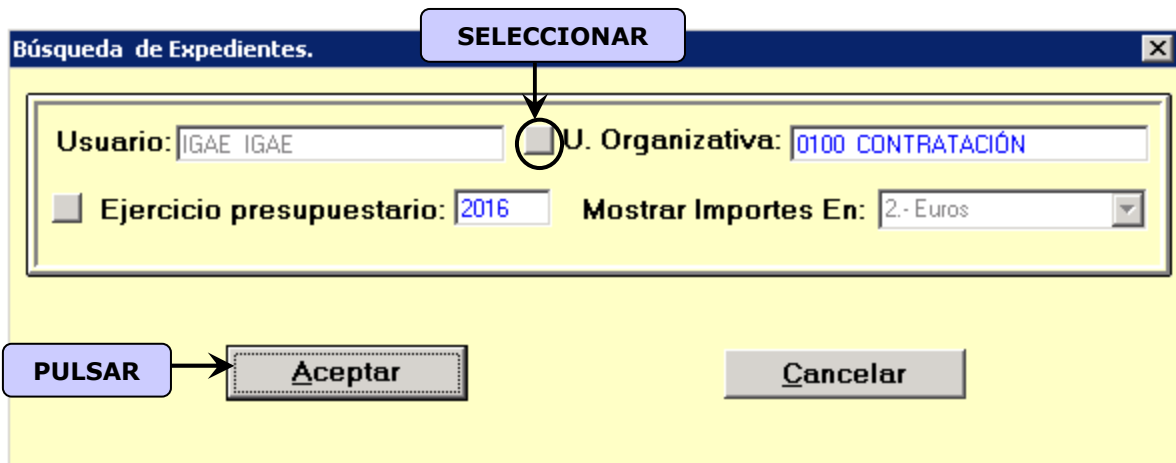 SELECCIONAR
Búsqueda de Expedientes.
Usuario: IGAE IGAE U. Organizativa: 0100 CONTRATACIÓN
Ejercicio presupuestario: 2016 Mostrar Importes En: 2.- Euros
PULSAR Aceptar Cancelar